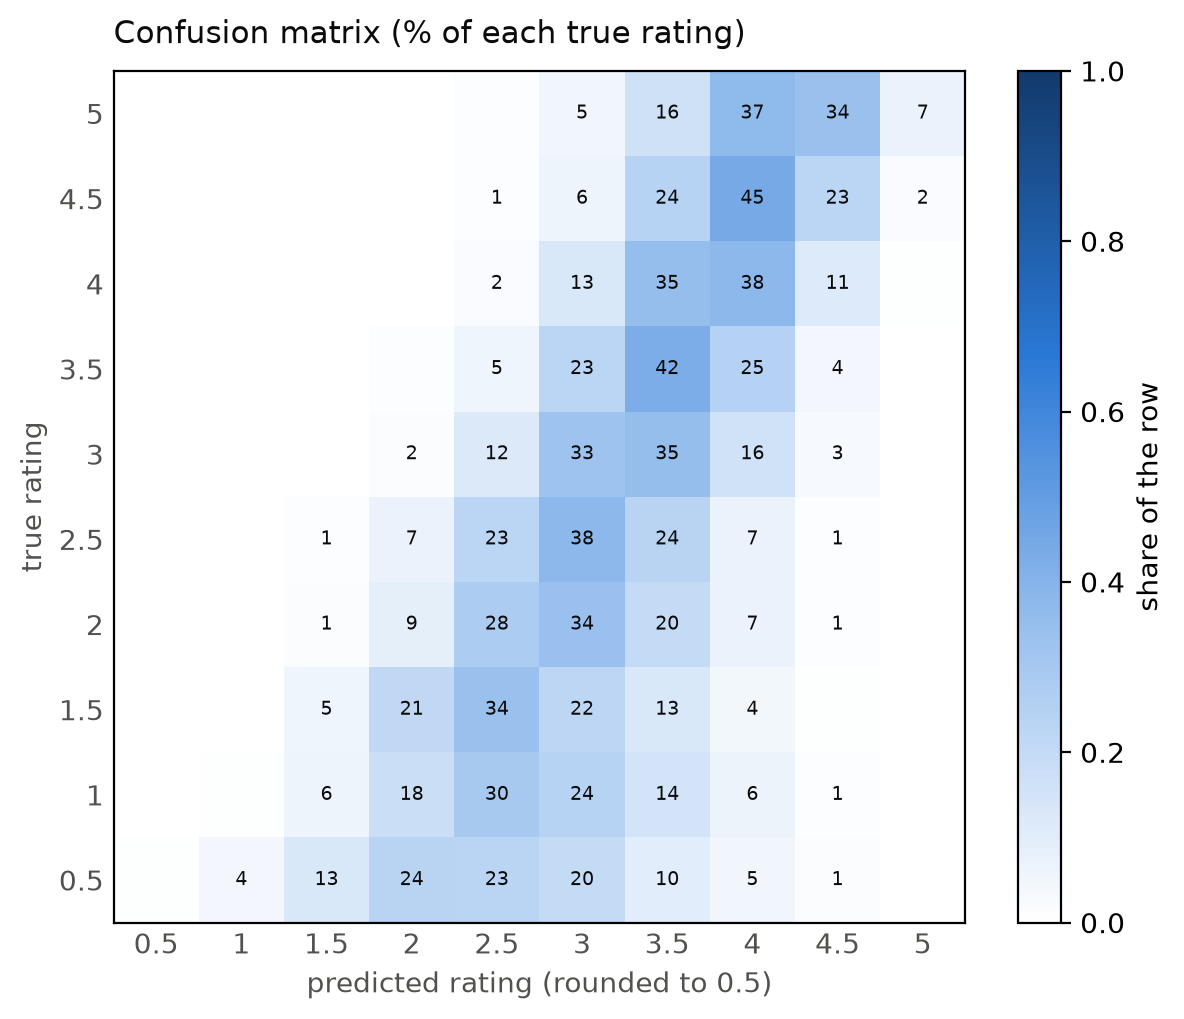 Confusion matrix (% of each true rating)
5 5 16 37 34 7 1.0
4.5 1 6 24 45 23 2
4 2 13 35 38 11 0.8
3.5 5 23 42 25 4
3 2 12 33 35 16 3 0.6
2.5 1 7 23 38 24 7 1
2 1 9 28 34 20 7 1 0.4
1.5 5 21 34 22 13 4
1 6 18 30 24 14 6 1 0.2
0.5 4 13 24 23 20 10 5 1 0.0
0.5 1 1.5 2 2.5 3 3.5 4 4.5 5
predicted rating (rounded to 0.5)
true rating
share of the row